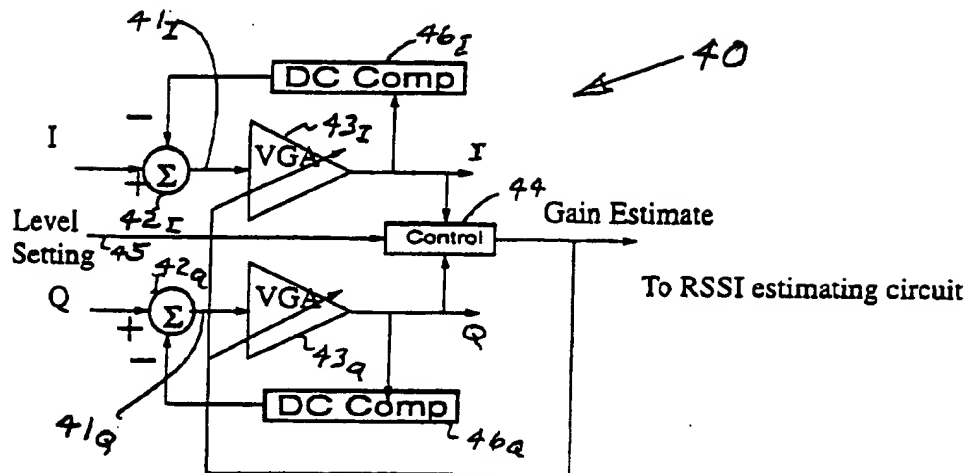 41I
46I
40
DC Comp
−
43I
I
VGA
I
+
Σ
44
42I
Gain Estimate
Level
Setting
45
Control
42Q
To RSSI estimating circuit
Q
VGA
Σ
+
Q
−
43Q
DC Comp
41Q
46Q